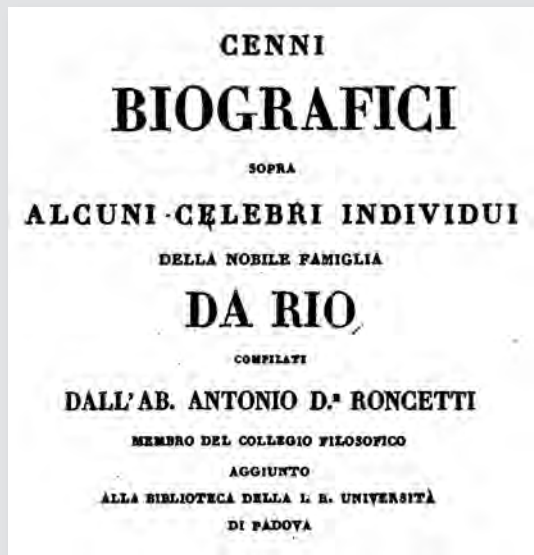 CENNI
BIOGRAFICI
SOPRA
ALCUNI CELEBRI INDIVIDUI
DELLA NOBILE FAMIGLIA
DA RIO
COMPILATI
DALL' AB. ANTONIO D.R RONCETTI
MEMBRO DEL COLLEGIO FILOSOFICO
AGGIUNTO
ALLA BIBLIOTECA DELLA I. R. UNIVERSITÀ
DI PADOVA